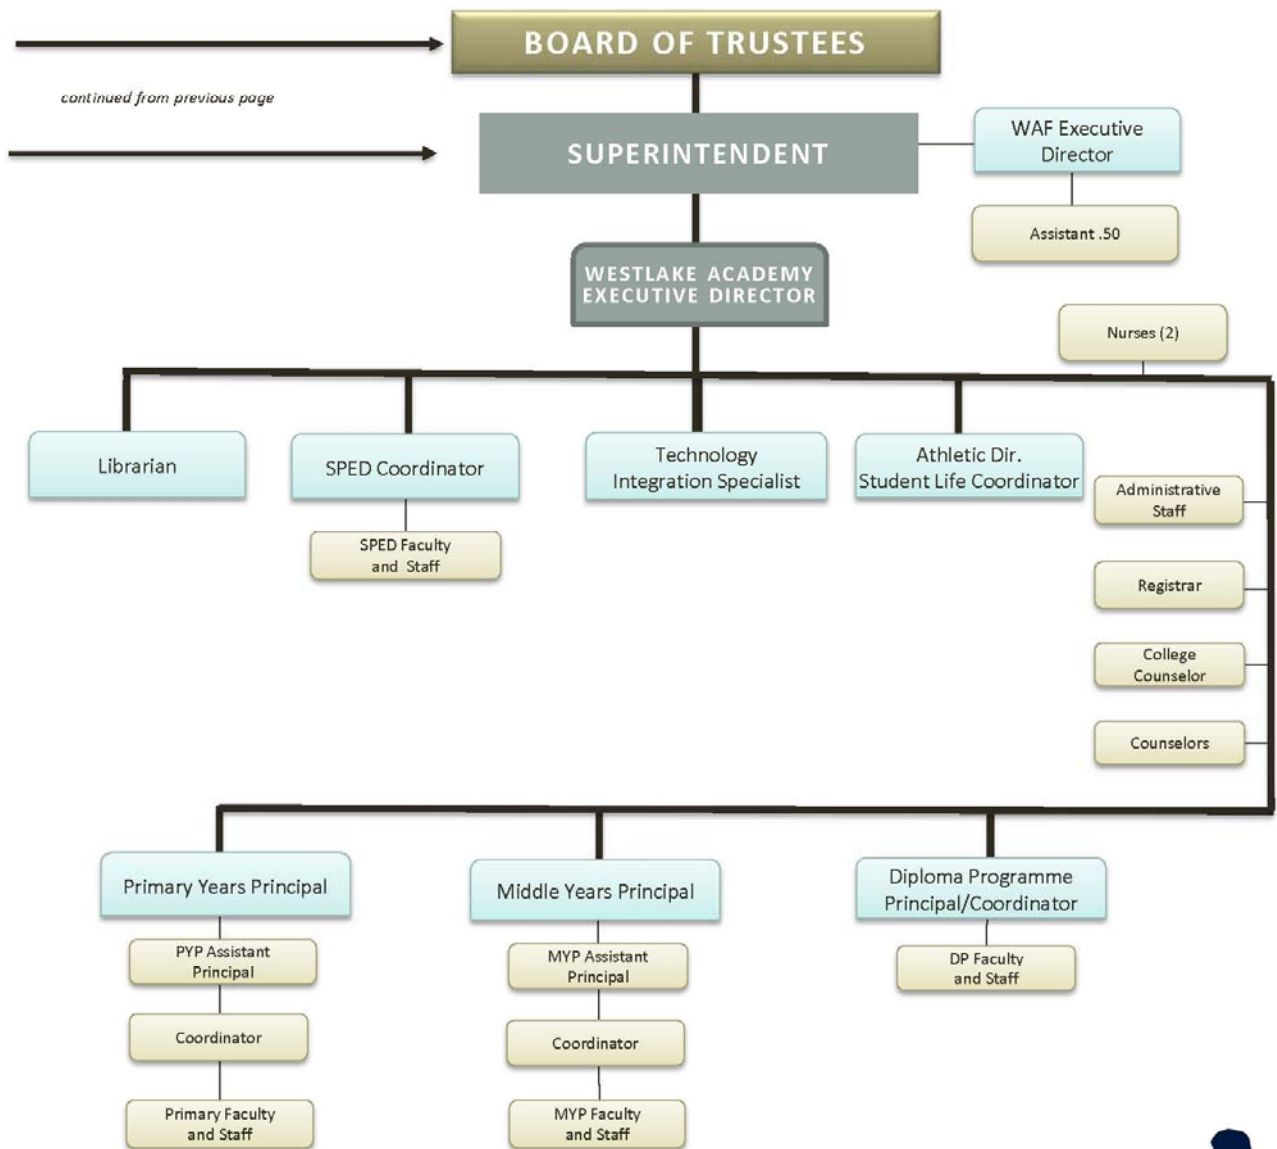 BOARD OF TRUSTEES
continued from previous page
SUPERINTENDENT
WAF Executive
Director
Assistant .50
WESTLAKE ACADEMY
EXECUTIVE DIRECTOR
Nurses (2)
Librarian
SPED Coordinator
Technology
Integration Specialist
Athletic Dir.
Student Life Coordinator
SPED Faculty
and Staff
Administrative
Staff
Registrar
College
Counselor
Counselors
Primary Years Principal
Middle Years Principal
Diploma Programme
Principal/Coordinator
PYP Assistant
Principal
MYP Assistant
Principal
DP Faculty
and Staff
Coordinator
Coordinator
Primary Faculty
and Staff
MYP Faculty
and Staff